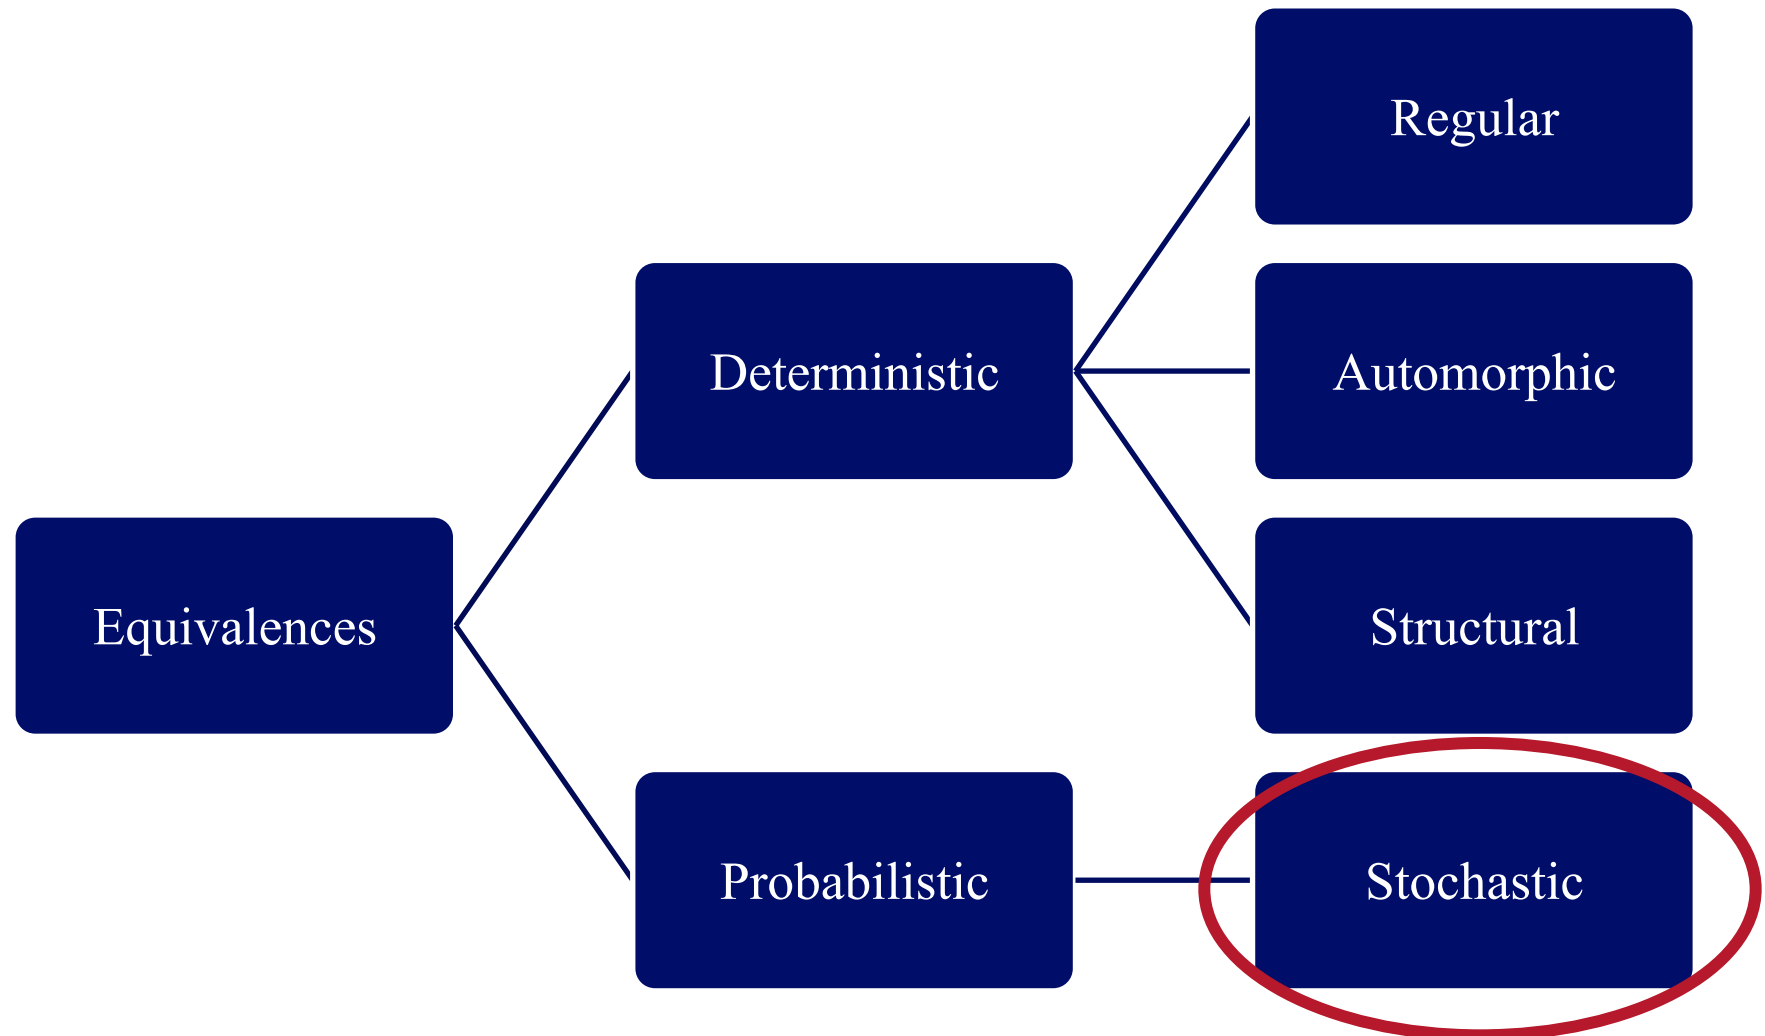 Regular
Deterministic
Automorphic
Equivalences
Structural
Probabilistic
Stochastic